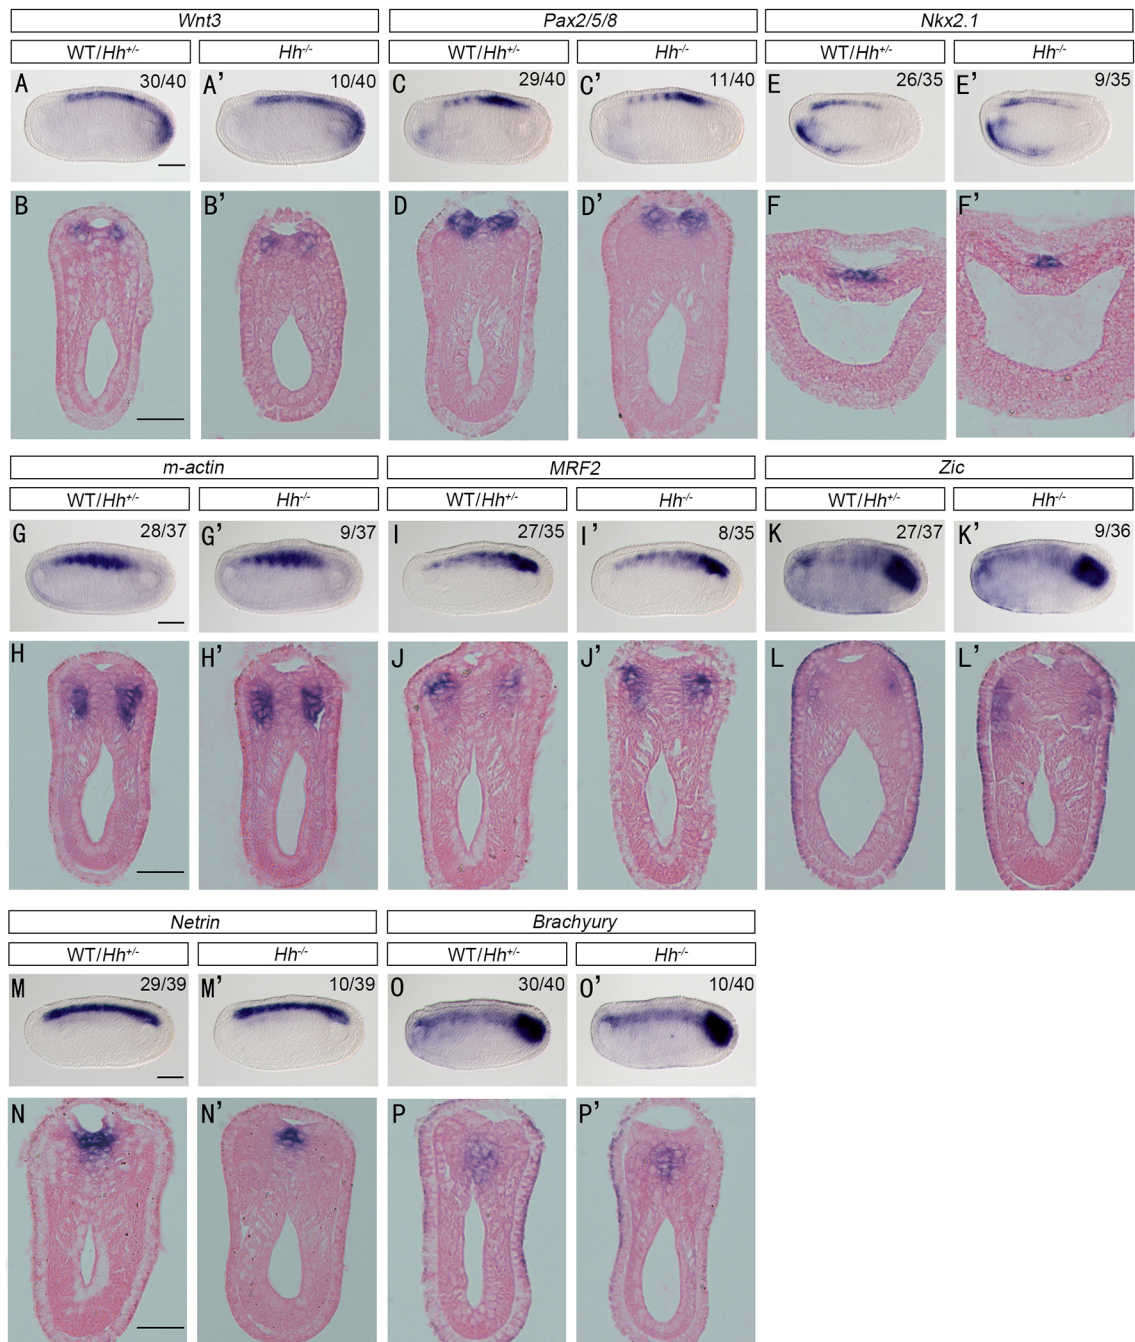 Wnt3 Pax2/5/8 Nkx2.1
WT/Hh+/- Hh-/- WT/Hh+/- Hh-/- WT/Hh+/- Hh-/-
A 30/40 A' 10/40 C 29/40 C' 11/40 E 26/35 E' 9/35
B B' D D' F F'
m-actin MRF2 Zic
WT/Hh+/- Hh-/- WT/Hh+/- Hh-/- WT/Hh+/- Hh-/-
G 28/37 G' 9/37 I 27/35 I' 8/35 K 27/37 K' 9/36
H H' J J' L L'
Netrin Brachyury
WT/Hh+/- Hh-/- WT/Hh+/- Hh-/-
M 29/39 M' 10/39 O 30/40 O' 10/40
N N' P P'